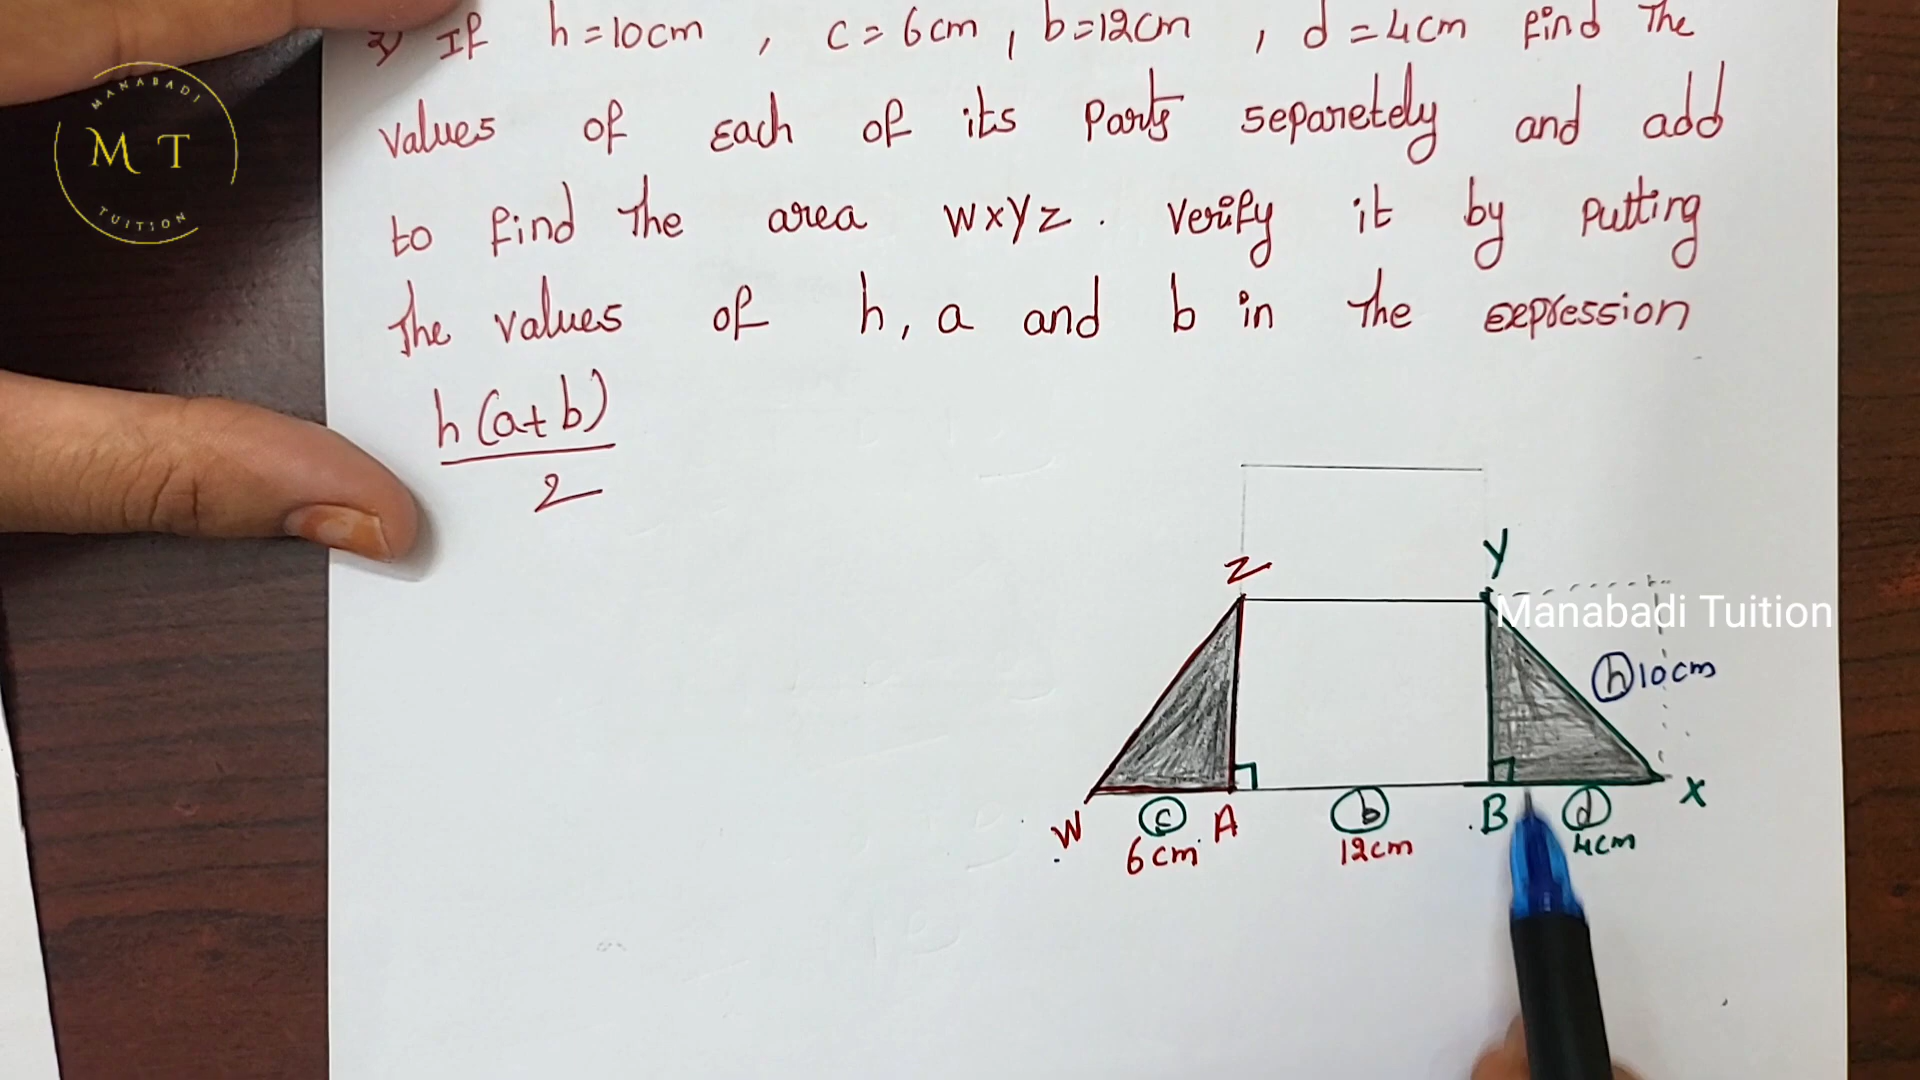 3) If h=10cm , c=6cm, b=12cm , d=4cm find the
values of Each of its Parts separetely and add
to find the area WXYZ. Verify it by putting
the values of h, a and b in the expression
h(a+b)
2
MANABADI
MT
TUITION
Z
Y
Manabadi Tuition
h 10cm
W c A b B d X
6cm 12cm 4cm